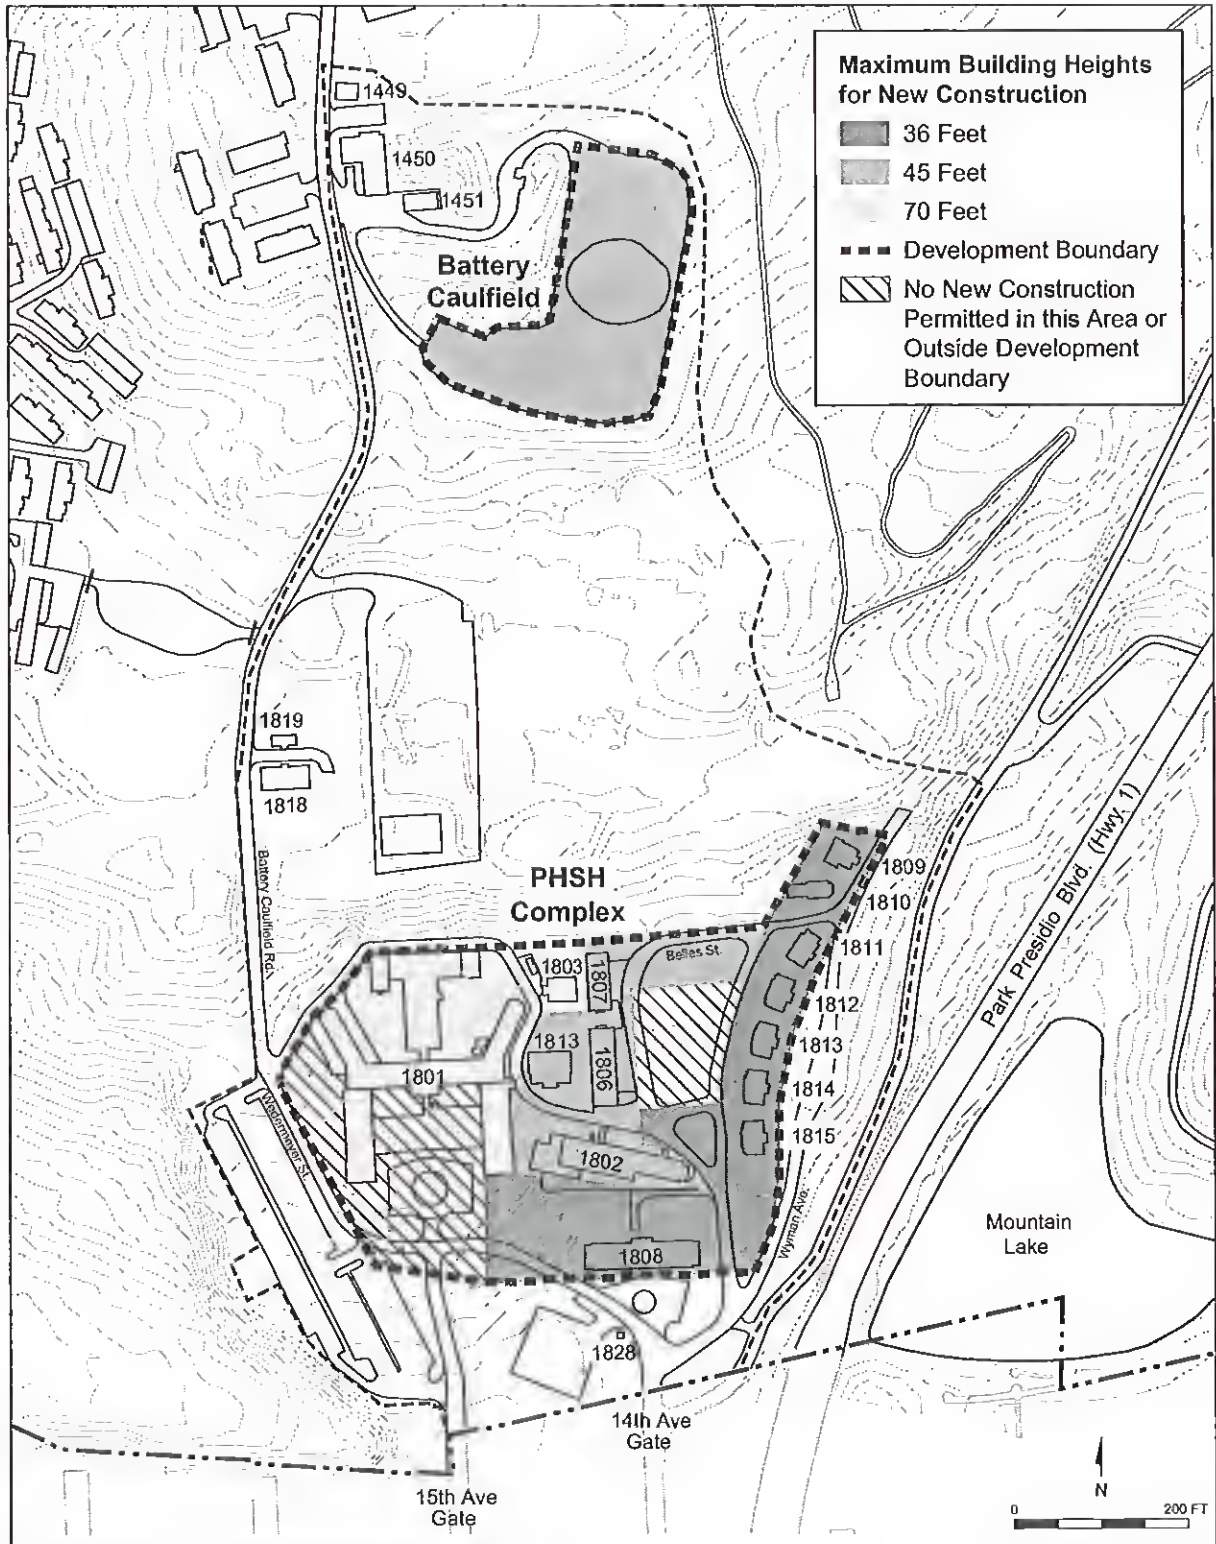 Maximum Building Heights
for New Construction
36 Feet
45 Feet
70 Feet
Development Boundary
No New Construction
Permitted in this Area or
Outside Development
Boundary
1449
1450
1451
Battery
Caulfield
1819
1818
Battery Caulfield Rd.
PHSH
Complex
Park Presidio Blvd. (Hwy. 1)
1809
1810
Belles St.
1811
1803
1807
1812
1813
1813
1806
1801
1814
1815
Wedemeyer St.
1802
Wyman Ave.
Mountain
Lake
1808
1828
14th Ave
Gate
15th Ave
Gate
N
0
200 FT